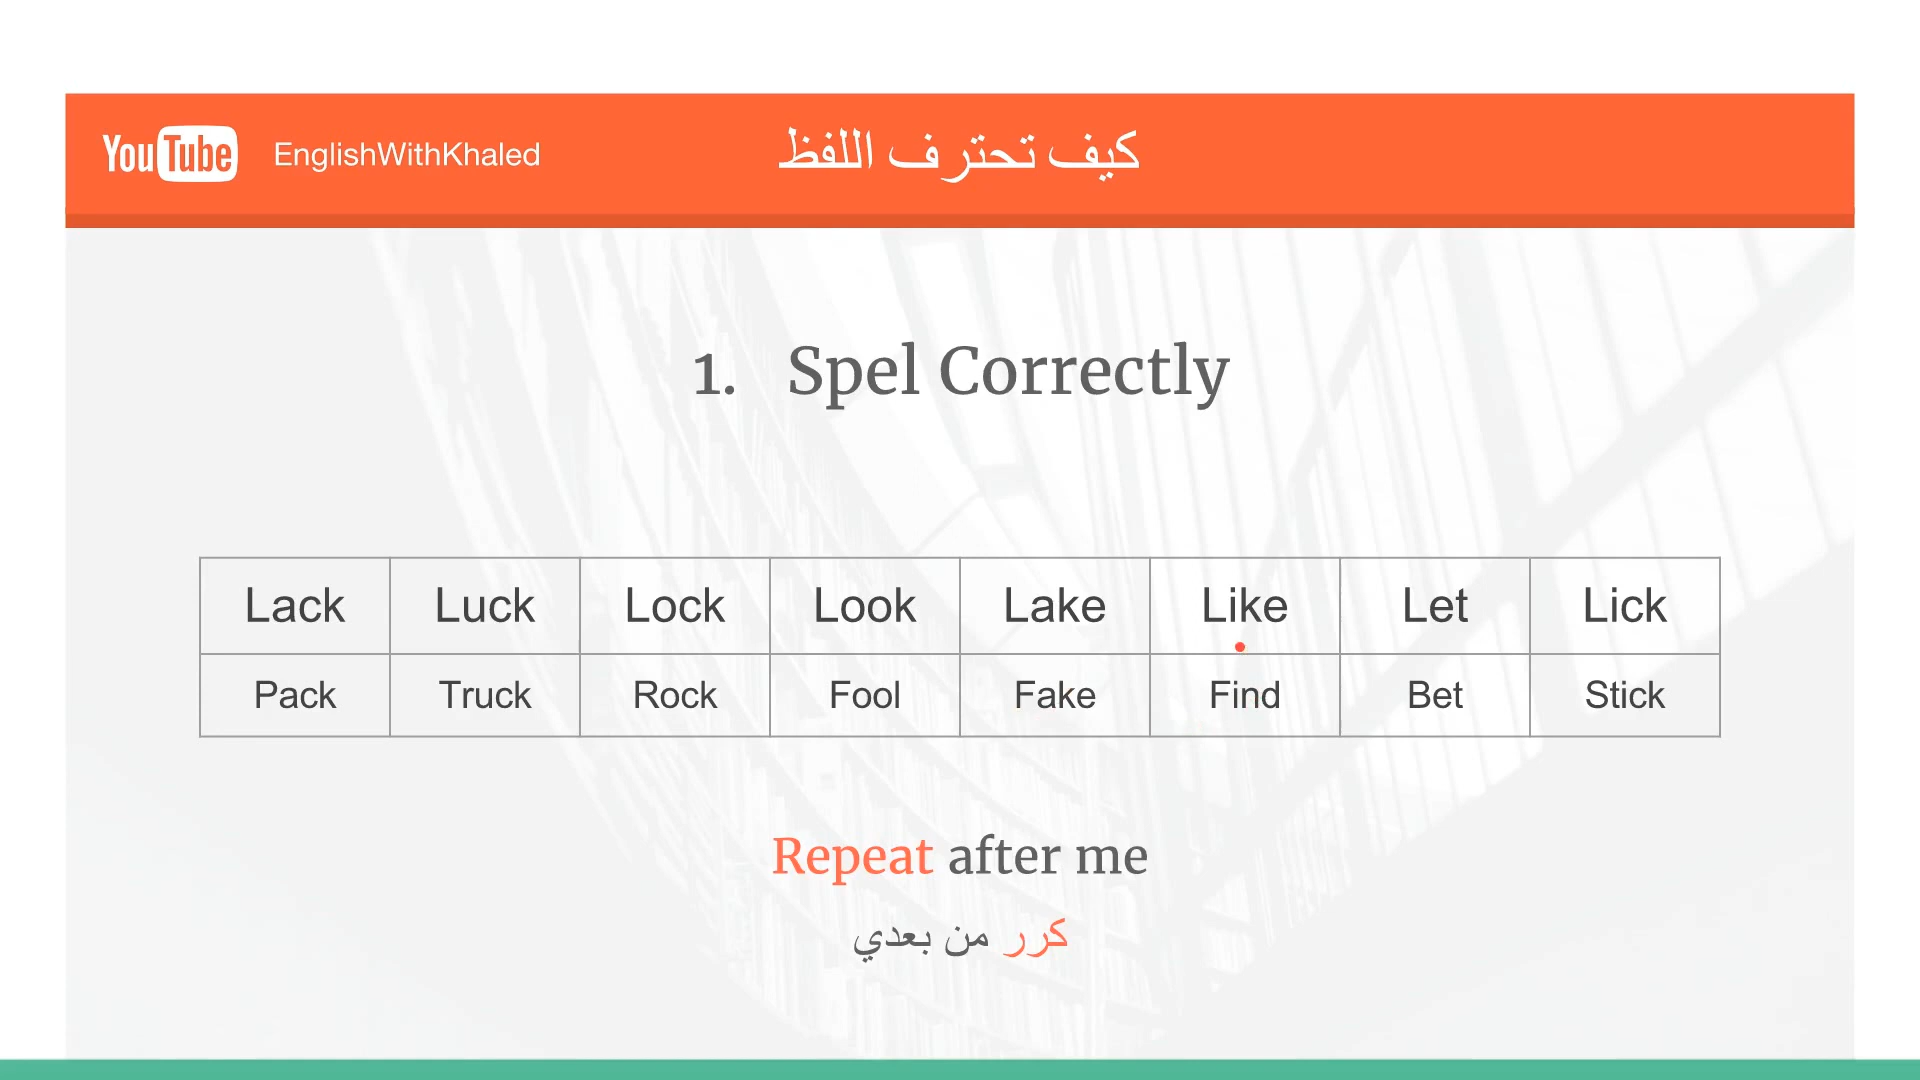 YouTube EnglishWithKhaled كيف تحترف اللفظ
1. Spel Correctly
Lack Luck Lock Look Lake Like Let Lick
Pack Truck Rock Fool Fake Find Bet Stick
Repeat after me
كرر من بعدي